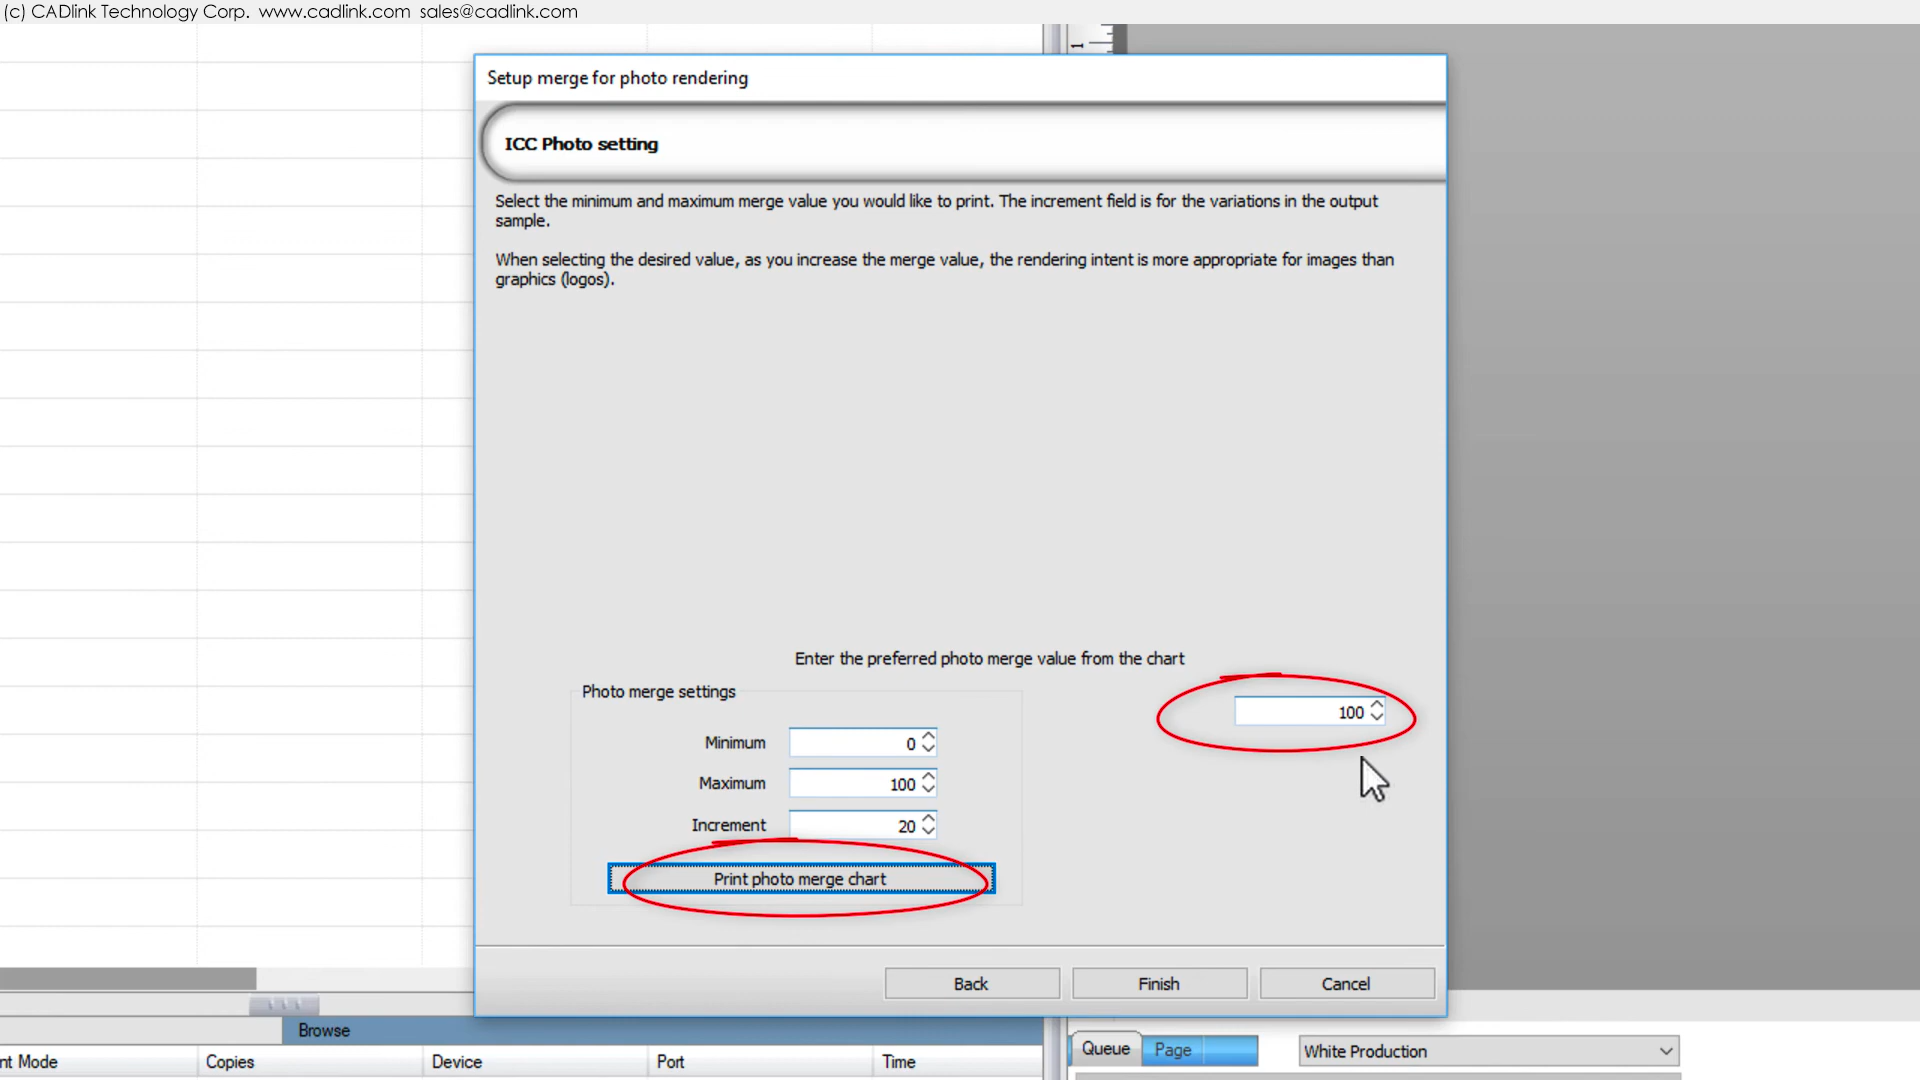 (c) CADlink Technology Corp. www.cadlink.com sales@cadlink.com
1
Setup merge for photo rendering
ICC Photo setting
Select the minimum and maximum merge value you would like to print. The increment field is for the variations in the output
sample.
When selecting the desired value, as you increase the merge value, the rendering intent is more appropriate for images than
graphics (logos).
Enter the preferred photo merge value from the chart
Photo merge settings
100
Minimum 0
Maximum 100
Increment 20
Print photo merge chart
Back Finish Cancel
Browse
nt Mode Copies Device Port Time
Queue Page White Production